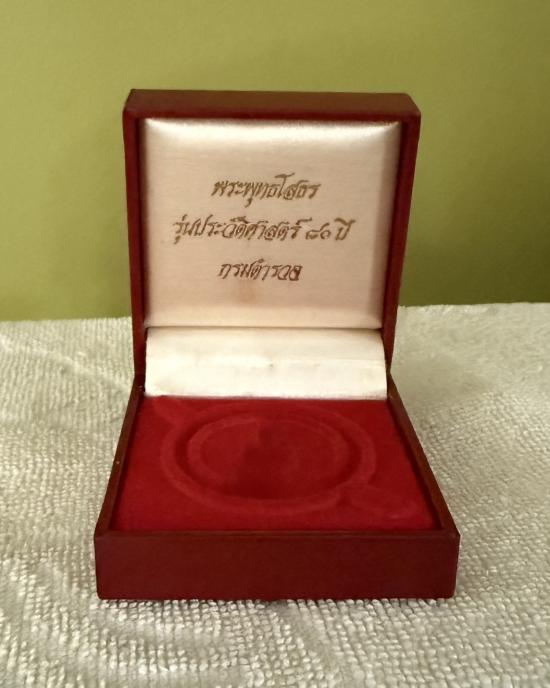 พระพุทธโสธร
รุ่นประวัติศาสตร์ ๘๐ ปี
กรมตำรวจ